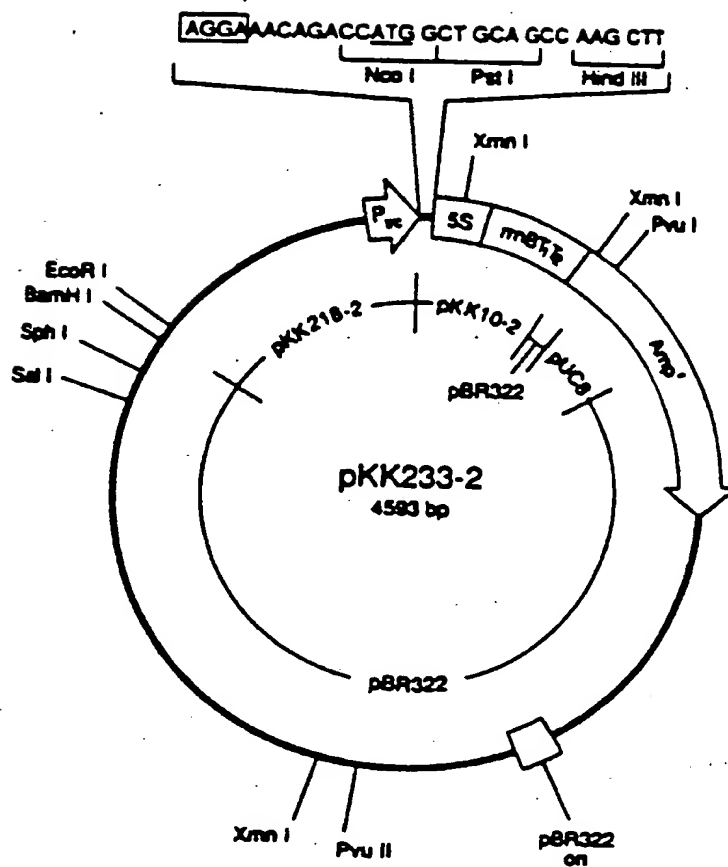 AGGAAACAGACCATGG GCT GCA GCC AAG CTT
Nco I Pst I Hind III
Xmn I
Xmn I
Pvu I
Ptrc
5S
rrnBT1T2
Ampr
EcoR I
BamH I
Sph I
Sal I
pKK218-2
pKK10-2
pBR322
pUC8
pKK233-2
4593 bp
pBR322
Xmn I
Pvu II
pBR322
ori